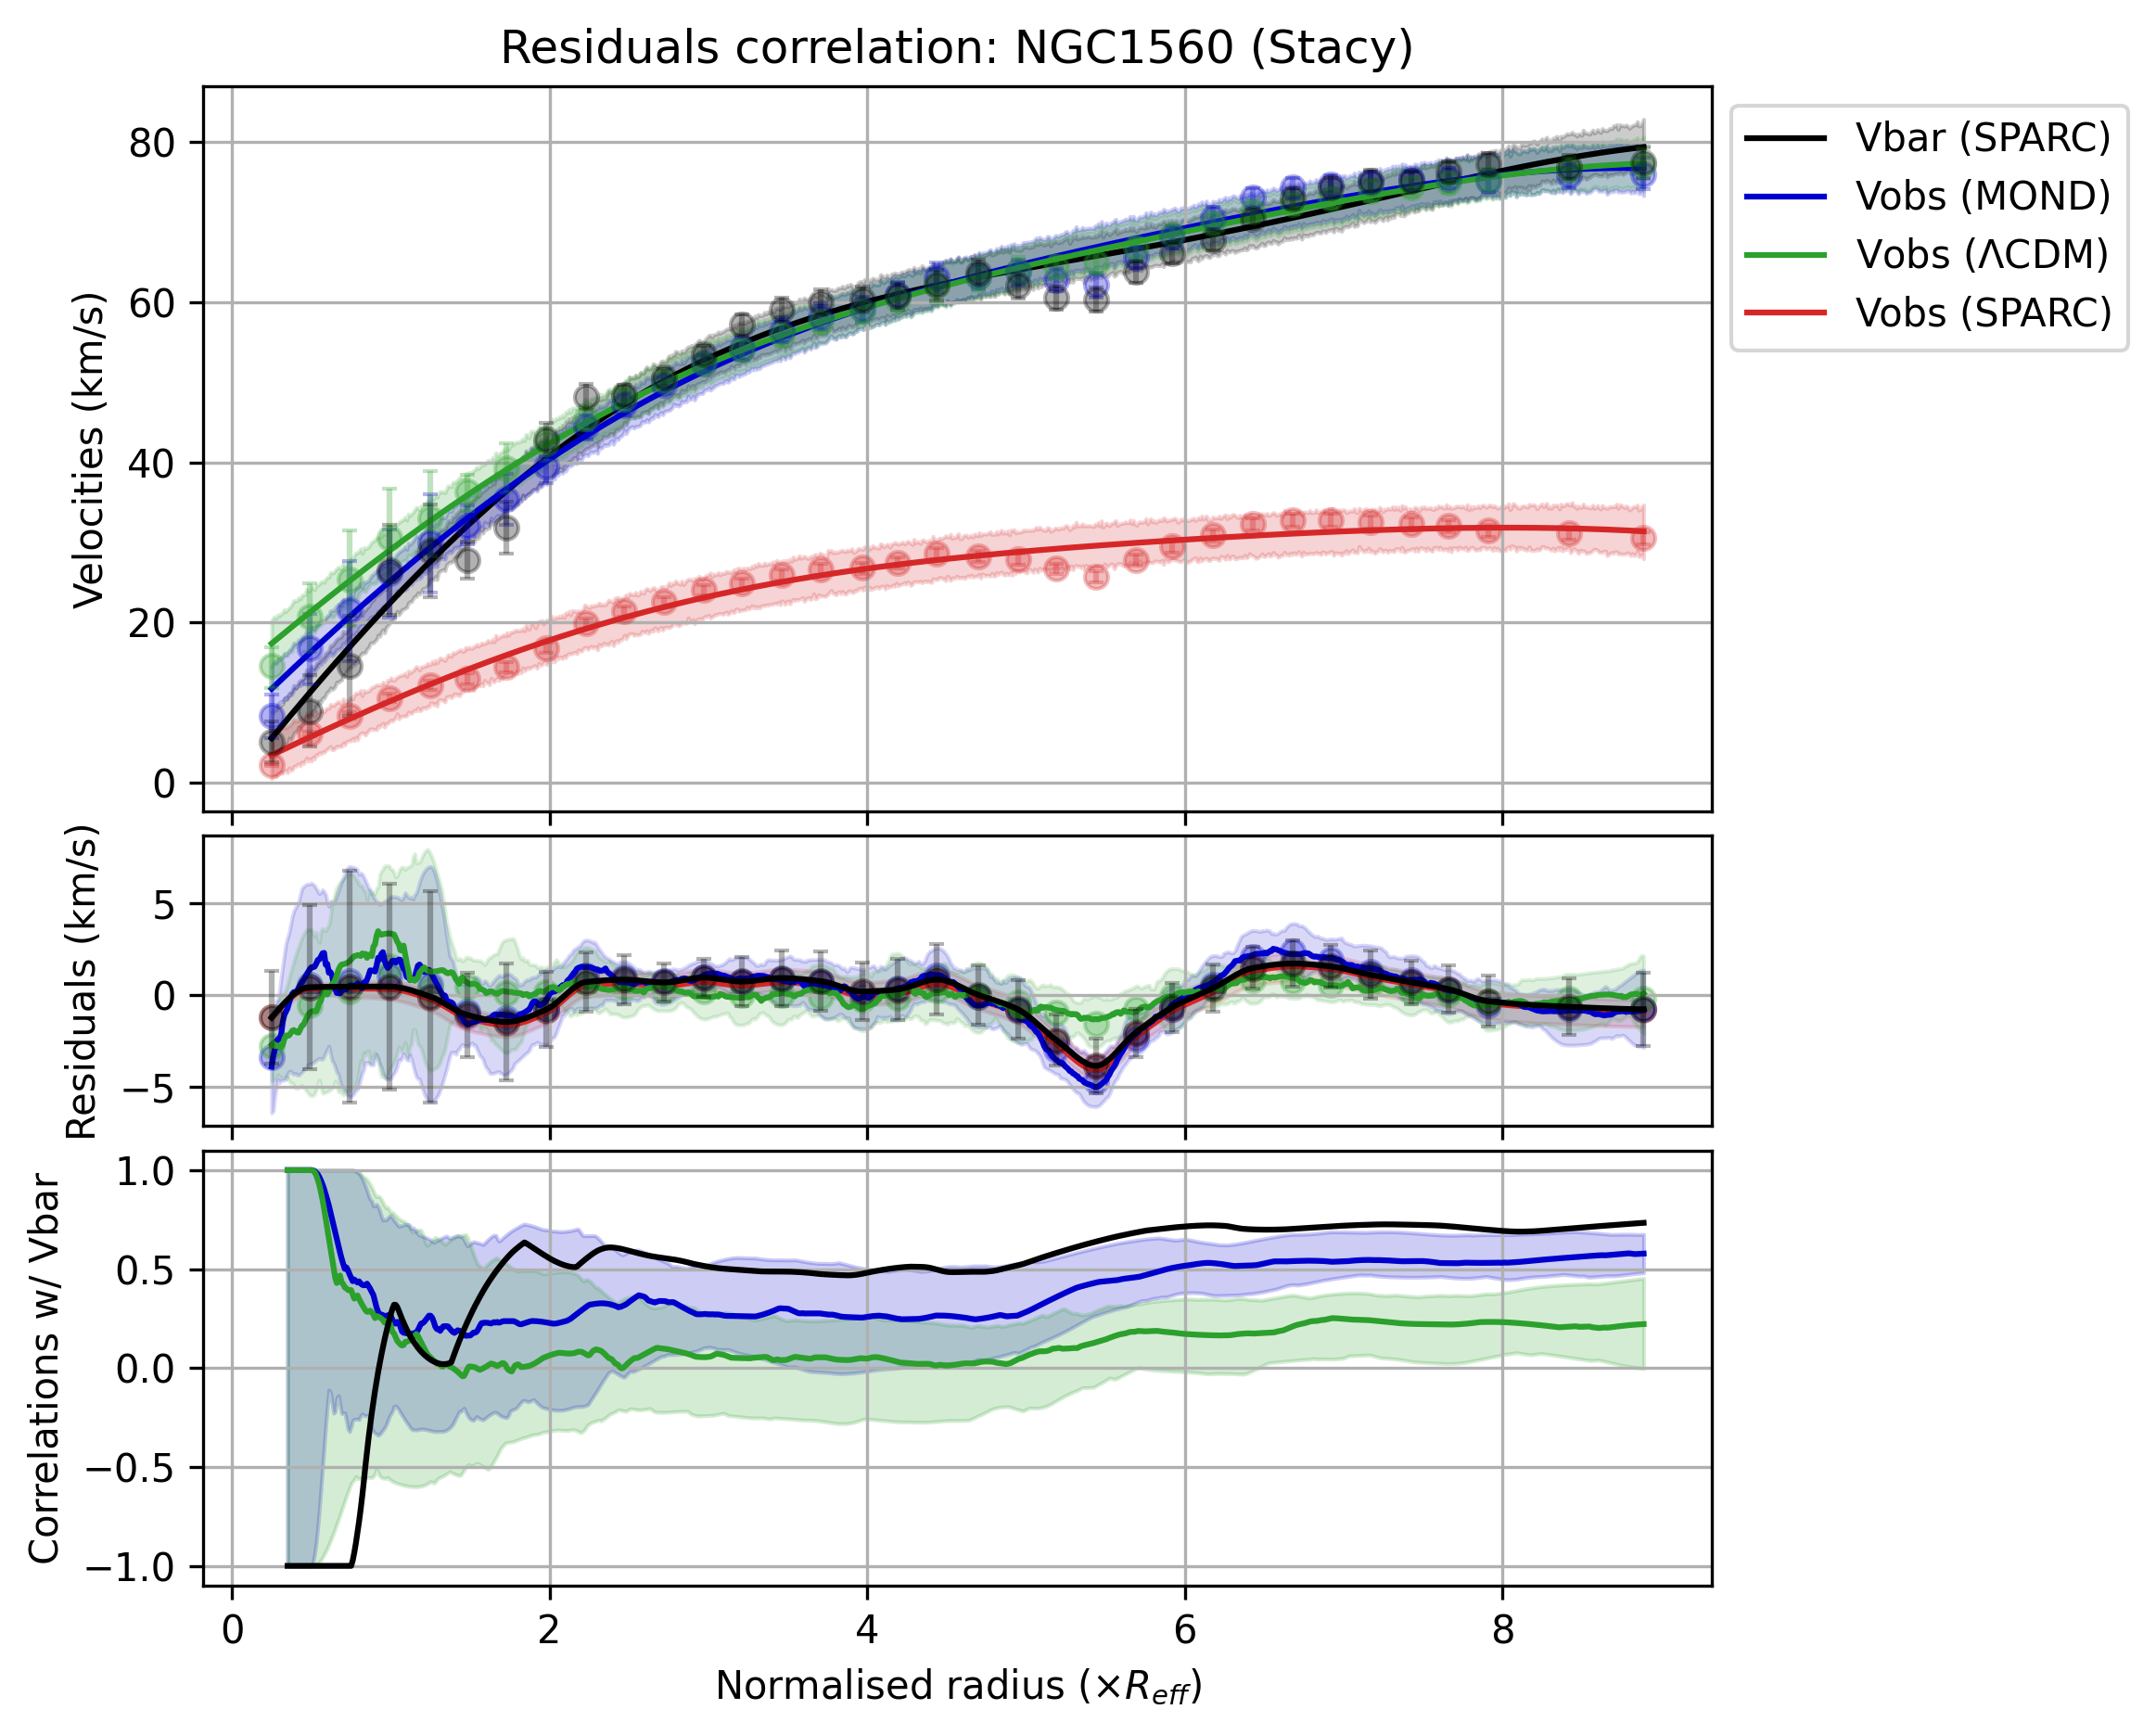 Residuals correlation: NGC1560 (Stacy)
Vbar (SPARC)
Vobs (MOND)
Vobs (ΛCDM)
Vobs (SPARC)
Velocities (km/s)
80
60
40
20
0
Residuals (km/s)
5
0
−5
Correlations w/ Vbar
1.0
0.5
0.0
−0.5
−1.0
0 2 4 6 8
Normalised radius (×R_eff)